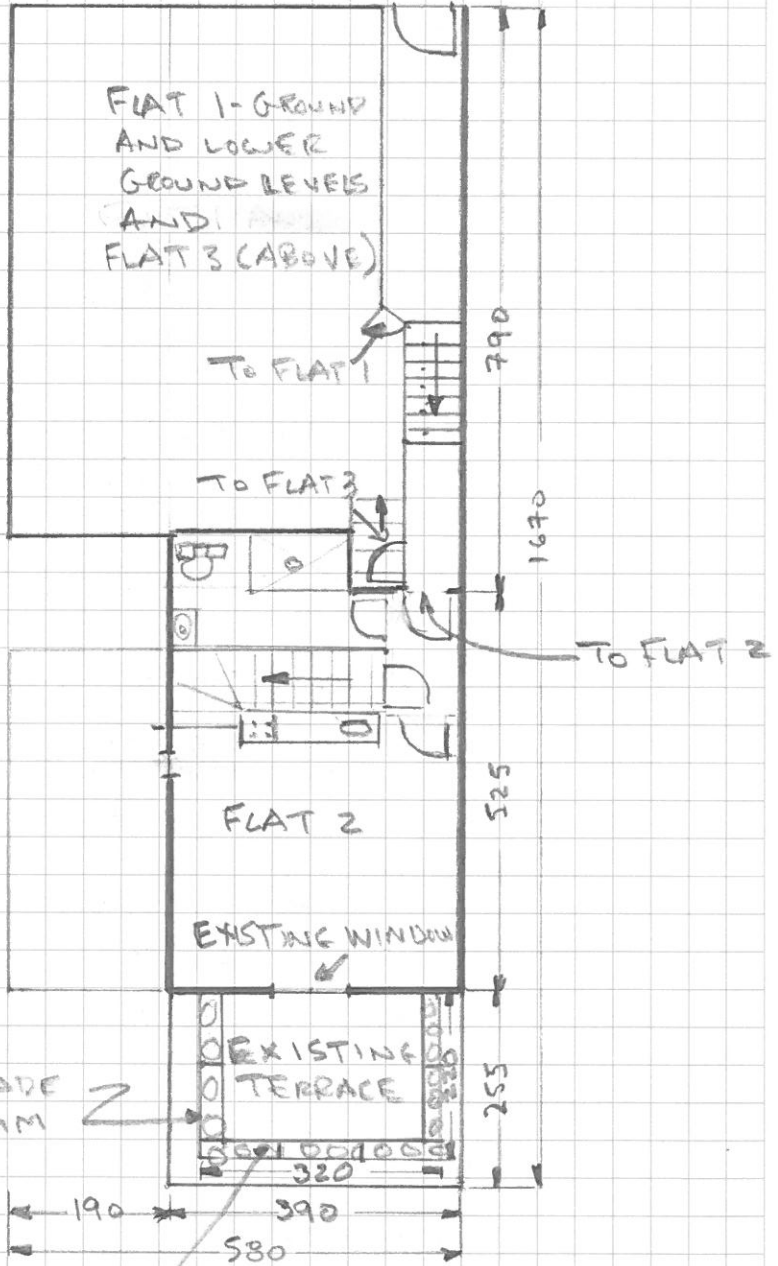 FLAT 1-GROUND
AND LOWER
GROUND LEVELS
AND
FLAT 3 (ABOVE)
790
TO FLAT 1
TO FLAT 3
1670
TO FLAT 2
525
FLAT 2
EXISTING WINDOW
EXISTING
TERRACE
220
255
320
190
390
580